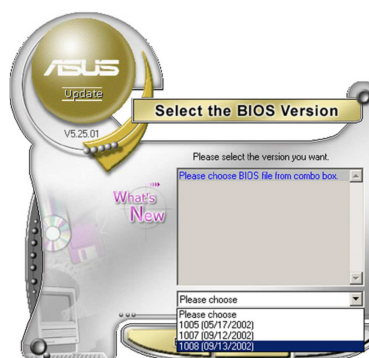 ASUS
Update
V5.25.01
Select the BIOS Version
Please select the version you want.
Please choose BIOS file from combo box.
What's
New
Please choose
Please choose
1005 (05/17/2002)
1007 (09/12/2002)
1008 (09/13/2002)